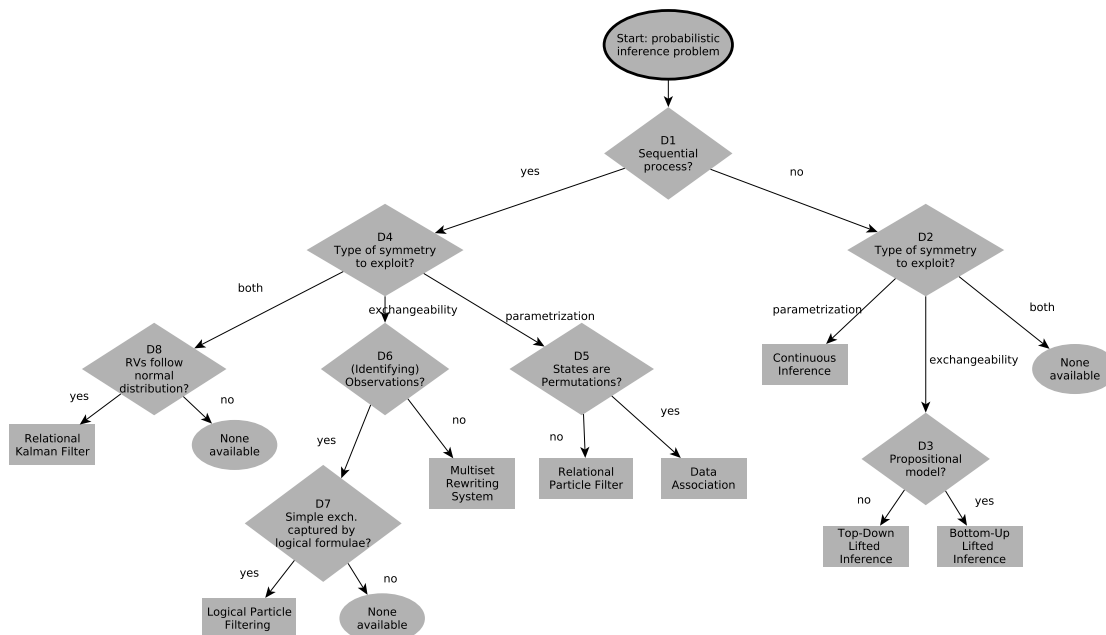 Start: probabilistic
inference problem
D1
Sequential
process?
yes
no
D4
Type of symmetry
to exploit?
D2
Type of symmetry
to exploit?
both
exchangeability
parametrization
parametrization
exchangeability
both
D8
RVs follow
normal
distribution?
D6
(Identifying)
Observations?
D5
States are
Permutations?
Continuous
Inference
None
available
yes
no
yes
no
no
yes
Relational
Kalman Filter
None
available
Multiset
Rewriting
System
Relational
Particle Filter
Data
Association
D3
Propositional
model?
no
yes
D7
Simple exch.
captured by
logical formulae?
Top-Down
Lifted
Inference
Bottom-Up
Lifted
Inference
yes
no
Logical Particle
Filtering
None
available